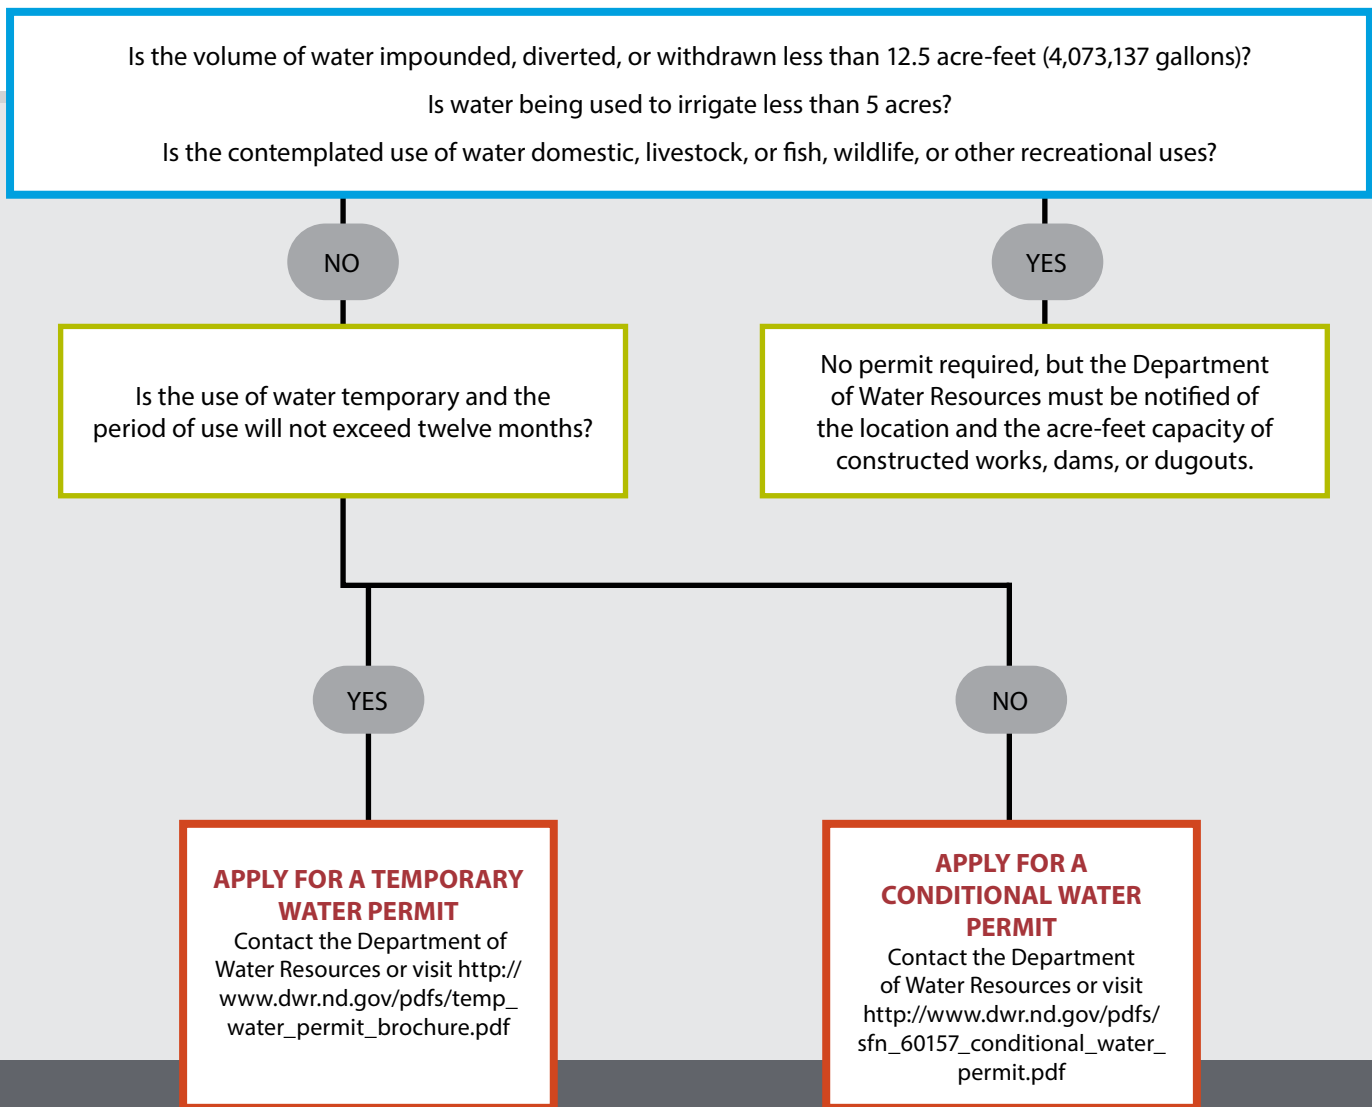 Is the volume of water impounded, diverted, or withdrawn less than 12.5 acre-feet (4,073,137 gallons)?
Is water being used to irrigate less than 5 acres?
Is the contemplated use of water domestic, livestock, or fish, wildlife, or other recreational uses?
NO
YES
Is the use of water temporary and the
period of use will not exceed twelve months?
No permit required, but the Department
of Water Resources must be notified of
the location and the acre-feet capacity of
constructed works, dams, or dugouts.
YES
NO
APPLY FOR A TEMPORARY
WATER PERMIT
Contact the Department of
Water Resources or visit http://
www.dwr.nd.gov/pdfs/temp_
water_permit_brochure.pdf
APPLY FOR A
CONDITIONAL WATER
PERMIT
Contact the Department
of Water Resources or visit
http://www.dwr.nd.gov/pdfs/
sfn_60157_conditional_water_
permit.pdf